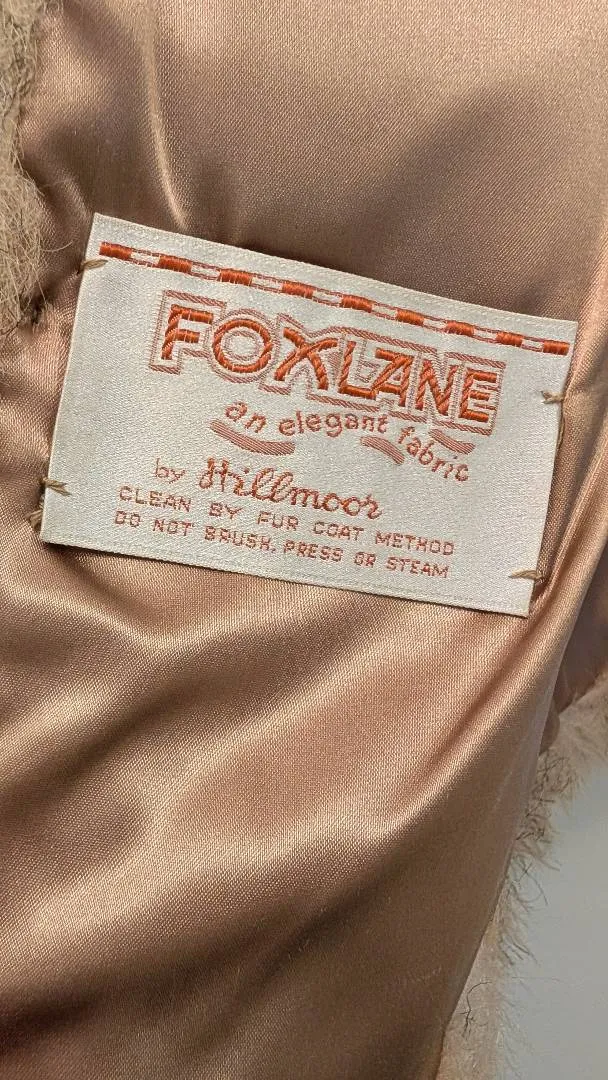 FOXLANE
an elegant fabric
by Hillmoor
CLEAN BY FUR COAT METHOD
DO NOT BRUSH, PRESS OR STEAM